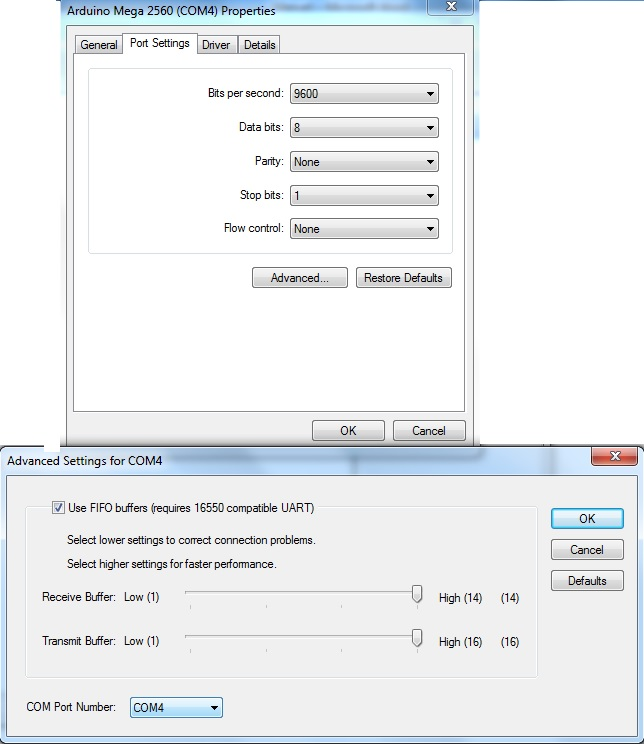 Arduino Mega 2560 (COM4) Properties
General Port Settings Driver Details
Bits per second: 9600
Data bits: 8
Parity: None
Stop bits: 1
Flow control: None
Advanced... Restore Defaults
OK Cancel
Advanced Settings for COM4
Use FIFO buffers (requires 16550 compatible UART)
OK
Select lower settings to correct connection problems.
Cancel
Select higher settings for faster performance.
Defaults
Receive Buffer: Low (1) High (14) (14)
Transmit Buffer: Low (1) High (16) (16)
COM Port Number: COM4